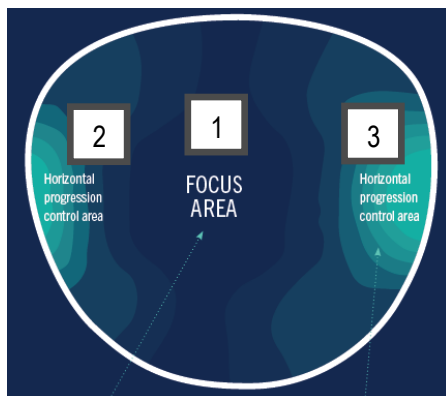 1
2
3
FOCUS
AREA
Horizontal
progression
control area
Horizontal
progression
control area